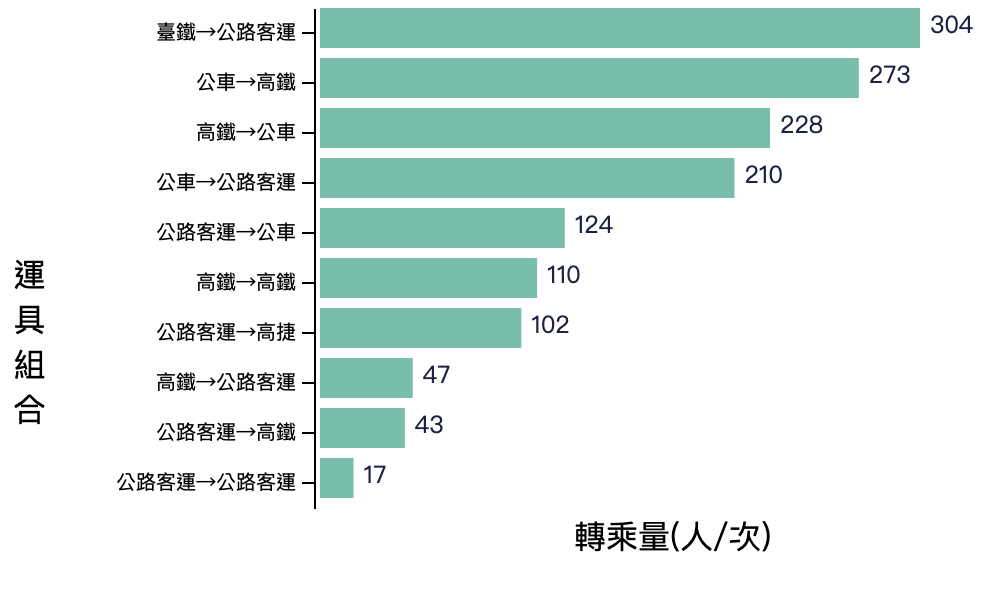 臺鐵→公路客運 304
公車→高鐵 273
高鐵→公車 228
公車→公路客運 210
公路客運→公車 124
高鐵→高鐵 110
公路客運→高捷 102
高鐵→公路客運 47
公路客運→高鐵 43
公路客運→公路客運 17
運具組合
轉乘量(人/次)